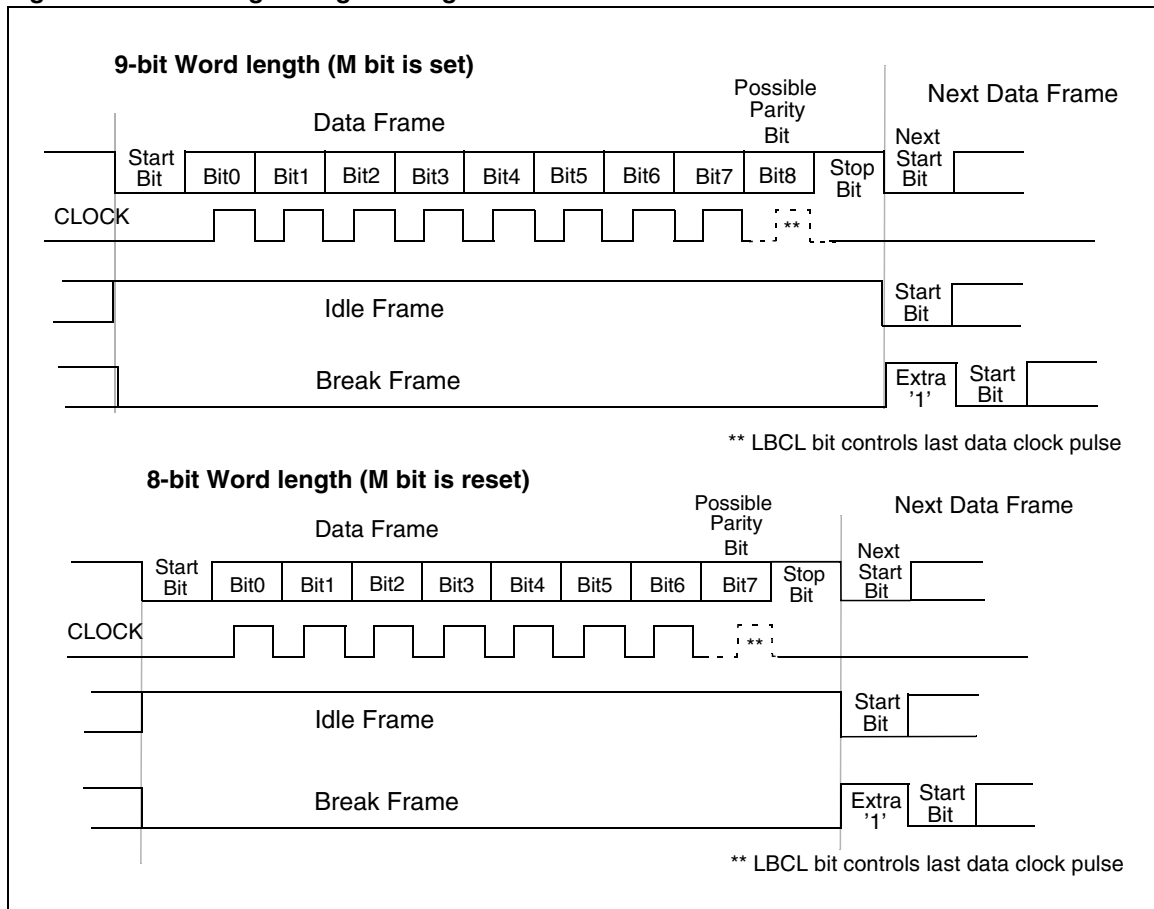 9-bit Word length (M bit is set)
Possible
Parity
Bit
Next Data Frame
Data Frame
Start
Bit
Bit0
Bit1
Bit2
Bit3
Bit4
Bit5
Bit6
Bit7
Bit8
Stop
Bit
Next
Start
Bit
CLOCK
**
Idle Frame
Start
Bit
Break Frame
Extra
'1'
Start
Bit
** LBCL bit controls last data clock pulse
8-bit Word length (M bit is reset)
Possible
Parity
Bit
Next Data Frame
Data Frame
Start
Bit
Bit0
Bit1
Bit2
Bit3
Bit4
Bit5
Bit6
Bit7
Stop
Bit
Next
Start
Bit
CLOCK
**
Idle Frame
Start
Bit
Break Frame
Extra
'1'
Start
Bit
** LBCL bit controls last data clock pulse